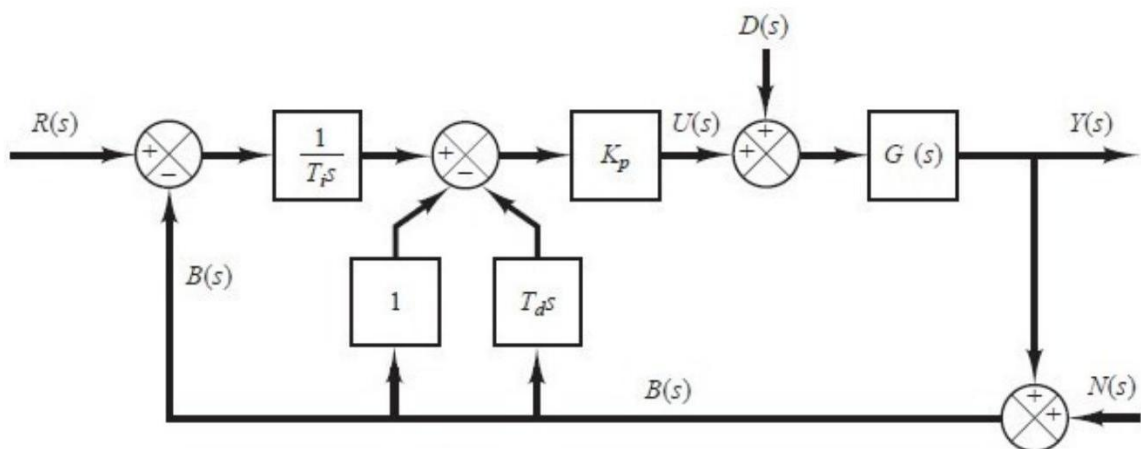 D(s)
R(s)
+
−
1
T_i s
+
−
K_p
U(s)
+
+
G (s)
Y(s)
B(s)
1
T_d s
B(s)
+
+
N(s)